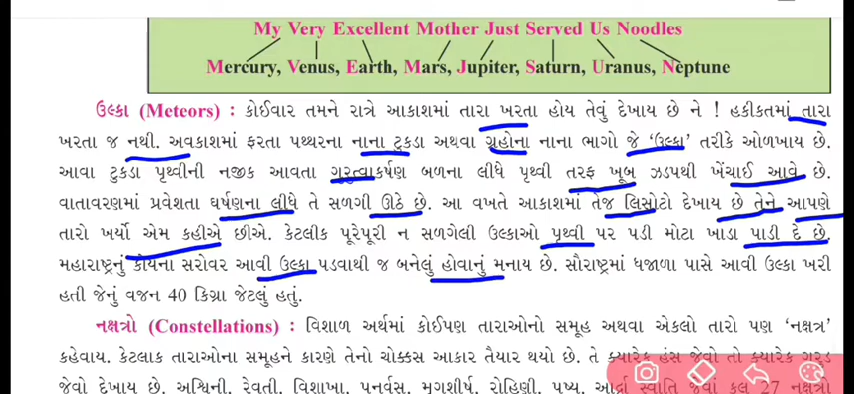 My Very Excellent Mother Just Served Us Noodles
Mercury, Venus, Earth, Mars, Jupiter, Saturn, Uranus, Neptune
ઉલ્કા (Meteors) : કોઈવાર તમને રાત્રે આકાશમાં તારા ખરતા હોય તેવું દેખાય છે ને ! હકીકતમાં તારા
ખરતા જ નથી. અવકાશમાં ફરતા પથ્થરના નાના ટુકડા અથવા ગ્રહોના નાના ભાગો જે ‘ઉલ્કા’ તરીકે ઓળખાય છે.
આવા ટુકડા પૃથ્વીની નજીક આવતા ગુરુત્વાકર્ષણ બળના લીધે પૃથ્વી તરફ ખૂબ ઝડપથી ખેંચાઈ આવે છે.
વાતાવરણમાં પ્રવેશતા ઘર્ષણના લીધે તે સળગી ઊઠે છે. આ વખતે આકાશમાં તેજ લિસોટો દેખાય છે તેને આપણે
તારો ખર્યો એમ કહીએ છીએ. કેટલીક પૂરેપૂરી ન સળગેલી ઉલ્કાઓ પૃથ્વી પર પડી મોટા ખાડા પાડી દે છે.
મહારાષ્ટ્રનું સરોવર આવી ઉલ્કા પડવાથી જ બનેલું હોવાનું મનાય છે. સૌરાષ્ટ્રમાં ધજાળા પાસે આવી ઉલ્કા ખરી
હતી જેનું વજન 40 કિગ્રા જેટલું હતું.
નક્ષત્રો (Constellations) : વિશાળ અર્થમાં કોઈપણ તારાઓનો સમૂહ અથવા એકલો તારો પણ ‘નક્ષત્ર’
કહેવાય. કેટલાક તારાઓના સમૂહને કારણે તેનો ચોક્કસ આકાર તૈયાર થયો છે. તે ક્યારેક હંસ જેવો તો ક્યારેક ગરુડ
જેવો દેખાય છે. અશ્વિની, રેવતી, વિશાખા, પુનર્વસુ, મૃગશીર્ષ, રોહિણી, પુષ્ય, આર્દ્રા સ્વાતિ જેવાં કુલ 27 નક્ષત્રો